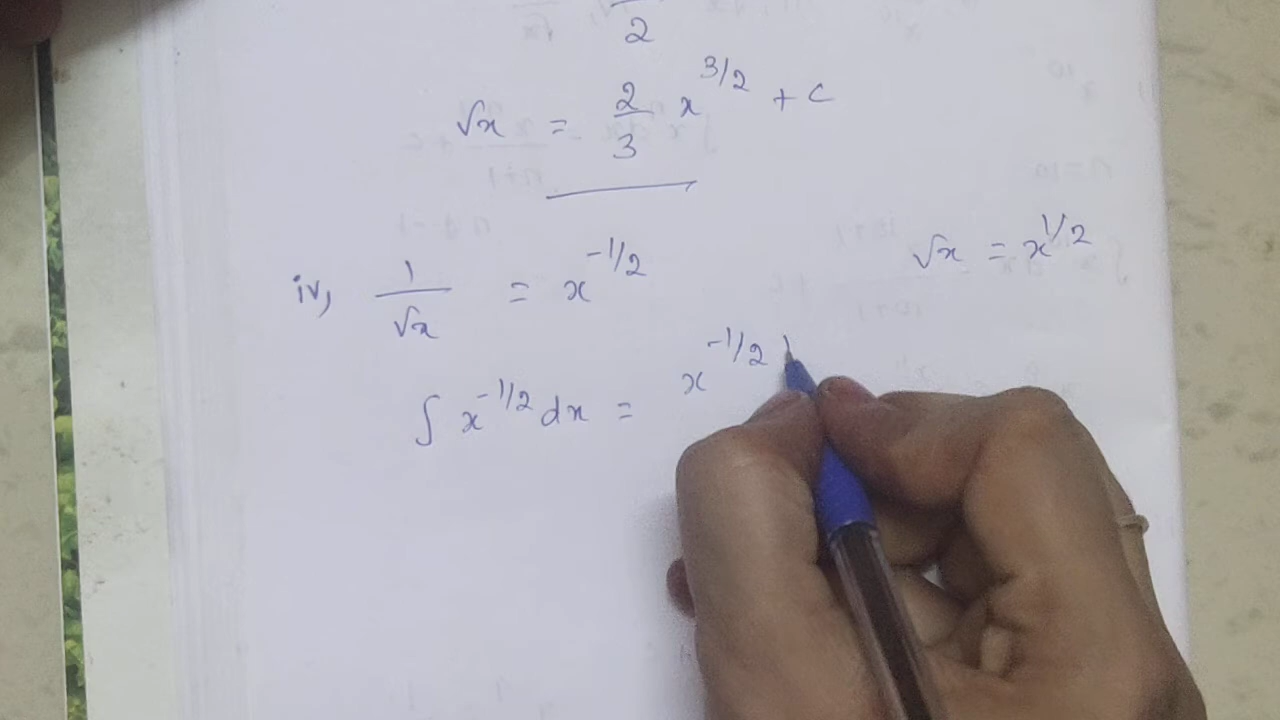 2
√x = 2/3 x^3/2 + c
iv, 1/√x = x^-1/2
√x = x^1/2
∫ x^-1/2 dx = x^-1/2